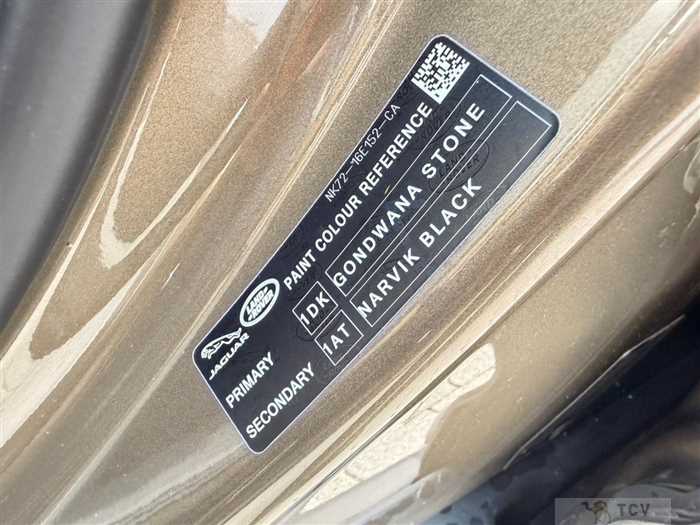 NK72-16E152-CA
JAGUAR
LAND-
ROVER
PAINT COLOUR REFERENCE
PRIMARY 1DK GONDWANA STONE
SECONDARY 1AT NARVIK BLACK
TCV